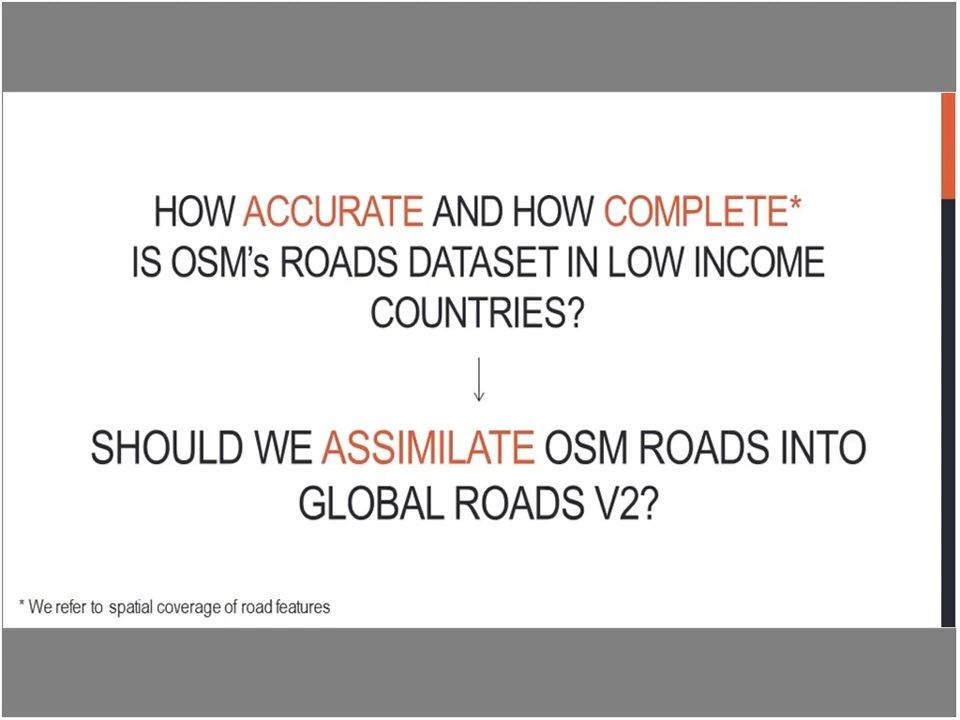 HOW ACCURATE AND HOW COMPLETE*
IS OSM’s ROADS DATASET IN LOW INCOME
COUNTRIES?
SHOULD WE ASSIMILATE OSM ROADS INTO
GLOBAL ROADS V2?
* We refer to spatial coverage of road features